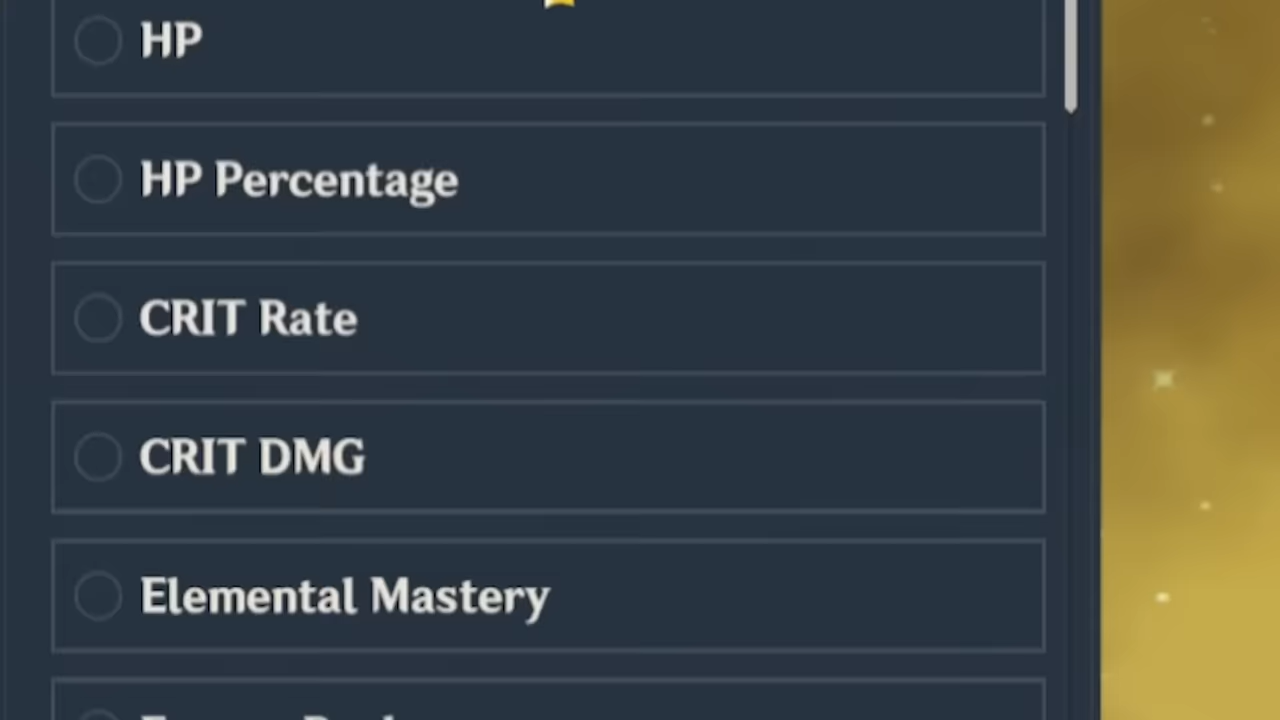 HP
HP Percentage
CRIT Rate
CRIT DMG
Elemental Mastery